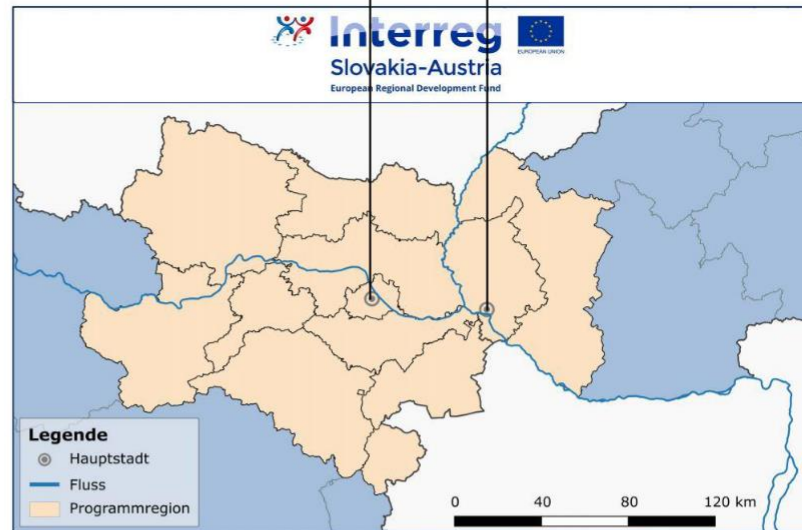 Interreg
EUROPEAN UNION
Slovakia-Austria
European Regional Development Fund
Legende
Hauptstadt
Fluss
Programmregion
0 40 80 120 km